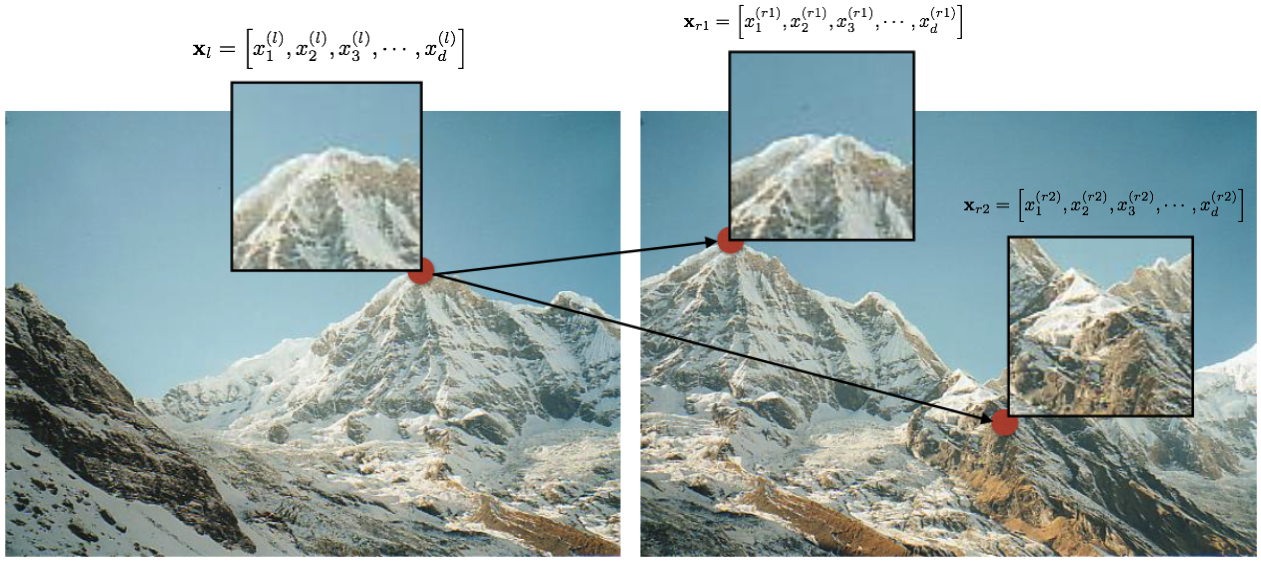 $\mathbf{x}_l = \left[ x_1^{(l)}, x_2^{(l)}, x_3^{(l)}, \cdots, x_d^{(l)} \right]$
$\mathbf{x}_{r1} = \left[ x_1^{(r1)}, x_2^{(r1)}, x_3^{(r1)}, \cdots, x_d^{(r1)} \right]$
$\mathbf{x}_{r2} = \left[ x_1^{(r2)}, x_2^{(r2)}, x_3^{(r2)}, \cdots, x_d^{(r2)} \right]$